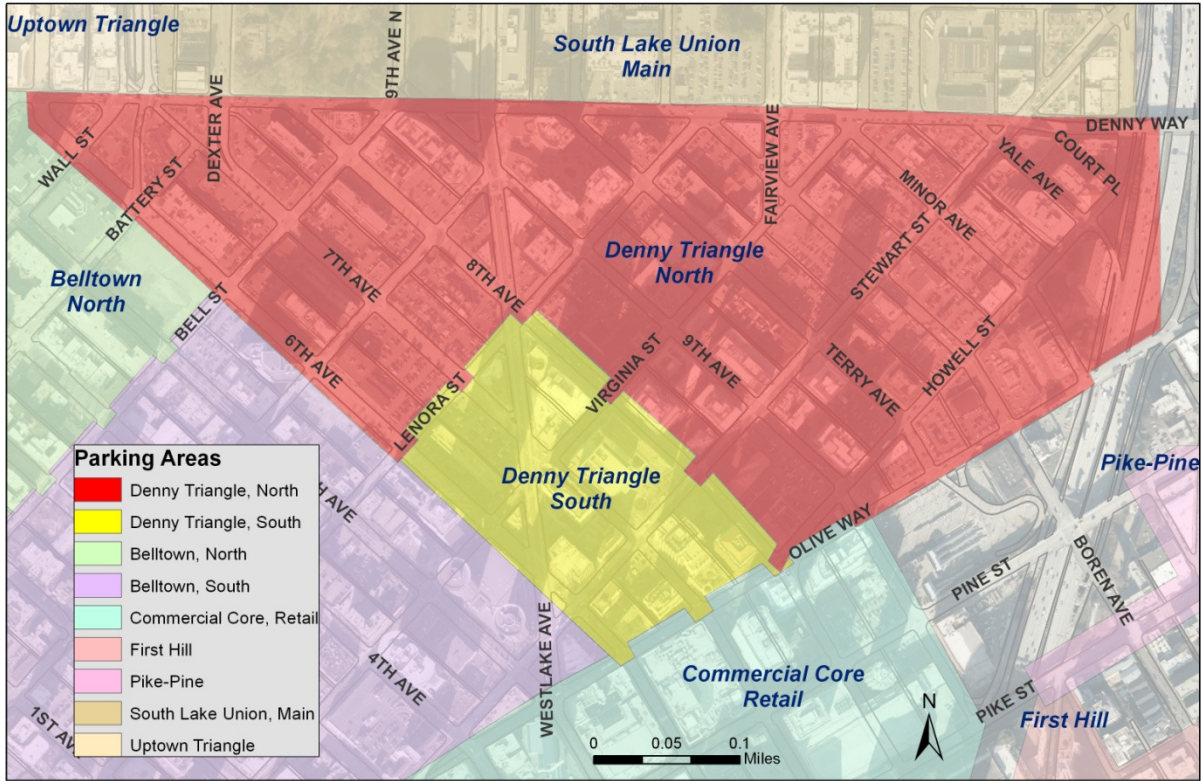 Uptown Triangle
South Lake Union
Main
9TH AVE N
DEXTER AVE
FAIRVIEW AVE
DENNY WAY
WALL ST
BATTERY ST
COURT PL
YALE AVE
MINOR AVE
STEWART ST
Belltown
North
BELL ST
7TH AVE
8TH AVE
Denny Triangle
North
6TH AVE
LENORA ST
VIRGINIA ST
9TH AVE
TERRY AVE
HOWELL ST
Denny Triangle
South
Pike-Pine
OLIVE WAY
PINE ST
BOREN AVE
Parking Areas
Denny Triangle, North
Denny Triangle, South
Belltown, North
Belltown, South
Commercial Core, Retail
First Hill
Pike-Pine
South Lake Union, Main
Uptown Triangle
H AVE
4TH AVE
1ST AV
WESTLAKE AVE
Commercial Core
Retail
PIKE ST
First Hill
N
0 0.05 0.1
Miles